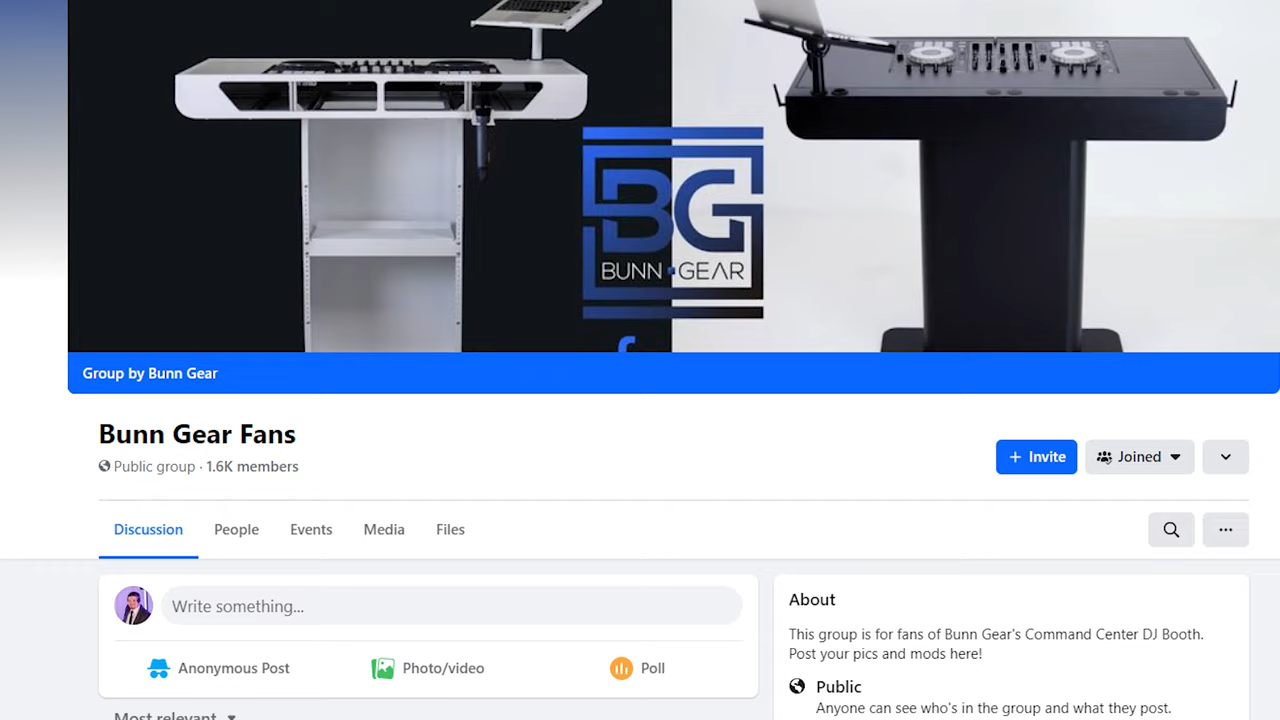 BG
BUNN GEAR
Group by Bunn Gear
Bunn Gear Fans
Public group · 1.6K members
+ Invite
Joined
Discussion People Events Media Files
Write something...
Anonymous Post Photo/video Poll
Most relevant
About
This group is for fans of Bunn Gear's Command Center DJ Booth.
Post your pics and mods here!
Public
Anyone can see who's in the group and what they post.